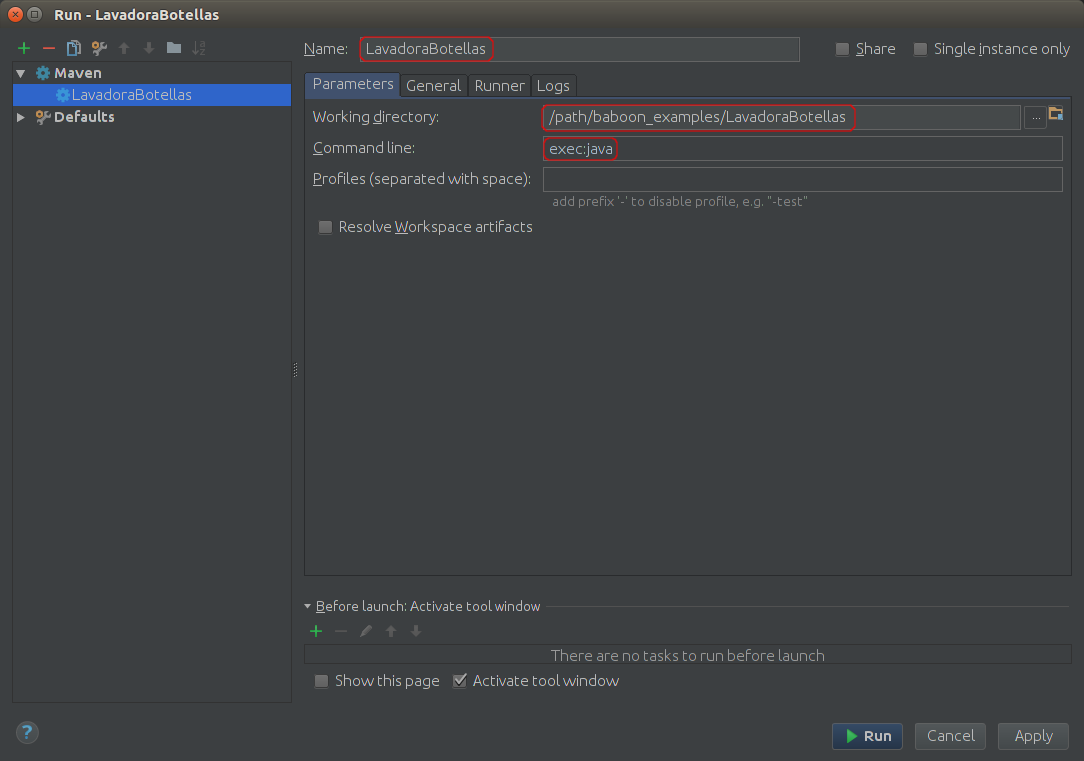 Run - LavadoraBotellas
Name: LavadoraBotellas Share Single instance only
Maven
LavadoraBotellas
Defaults
Parameters General Runner Logs
Working directory: /path/baboon_examples/LavadoraBotellas ...
Command line: exec:java
Profiles (separated with space):
add prefix '-' to disable profile, e.g. "-test"
Resolve Workspace artifacts
Before launch: Activate tool window
There are no tasks to run before launch
Show this page Activate tool window
? Run Cancel Apply